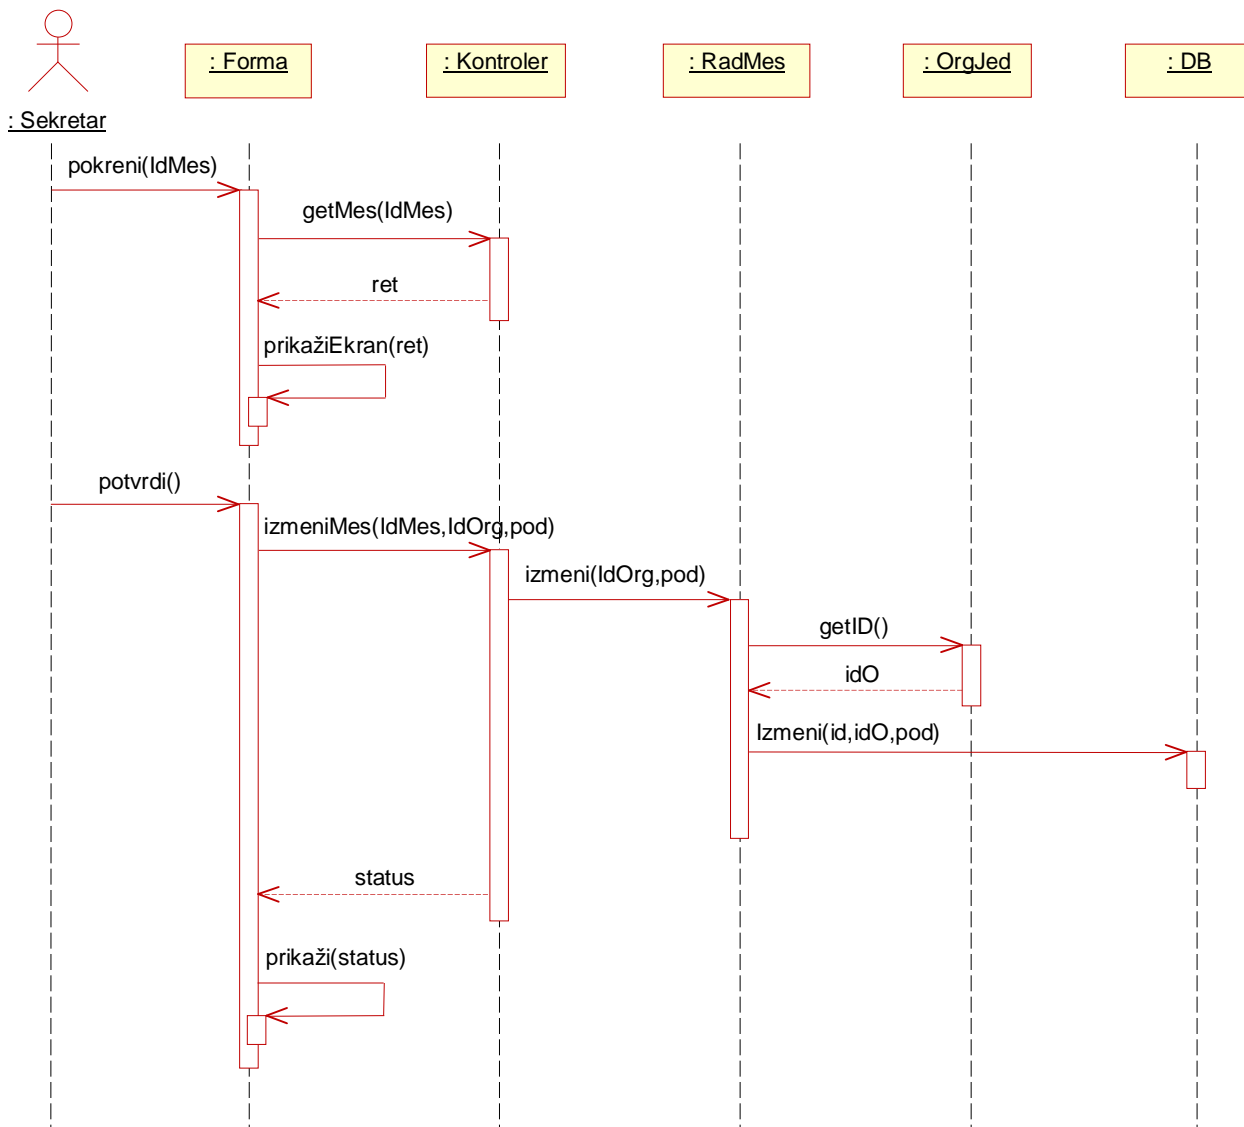 : Forma
: Kontroler
: RadMes
: OrgJed
: DB
: Sekretar
pokreni(IdMes)
getMes(IdMes)
ret
prikažiEkran(ret)
potvrdi()
izmeniMes(IdMes,IdOrg,pod)
izmeni(IdOrg,pod)
getID()
idO
Izmeni(id,idO,pod)
status
prikaži(status)